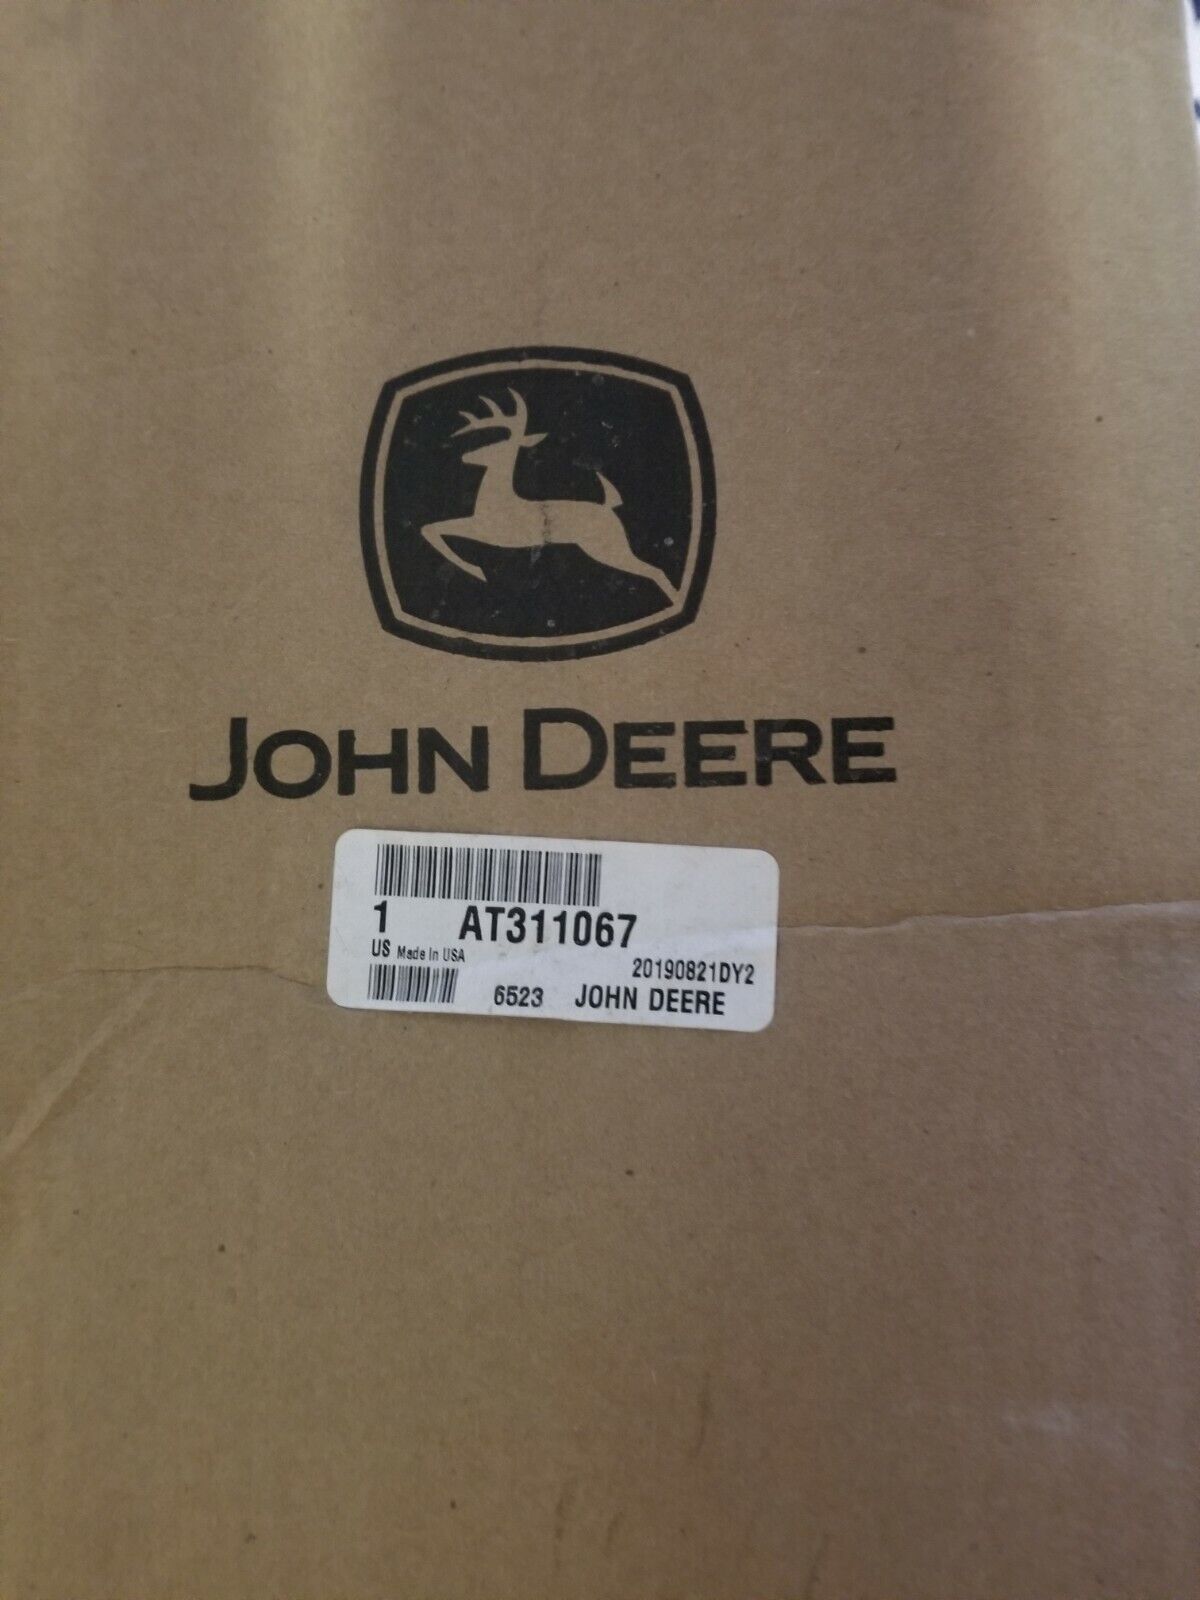 JOHN DEERE
1 AT311067
US Made In USA
20190821DY2
6523 JOHN DEERE